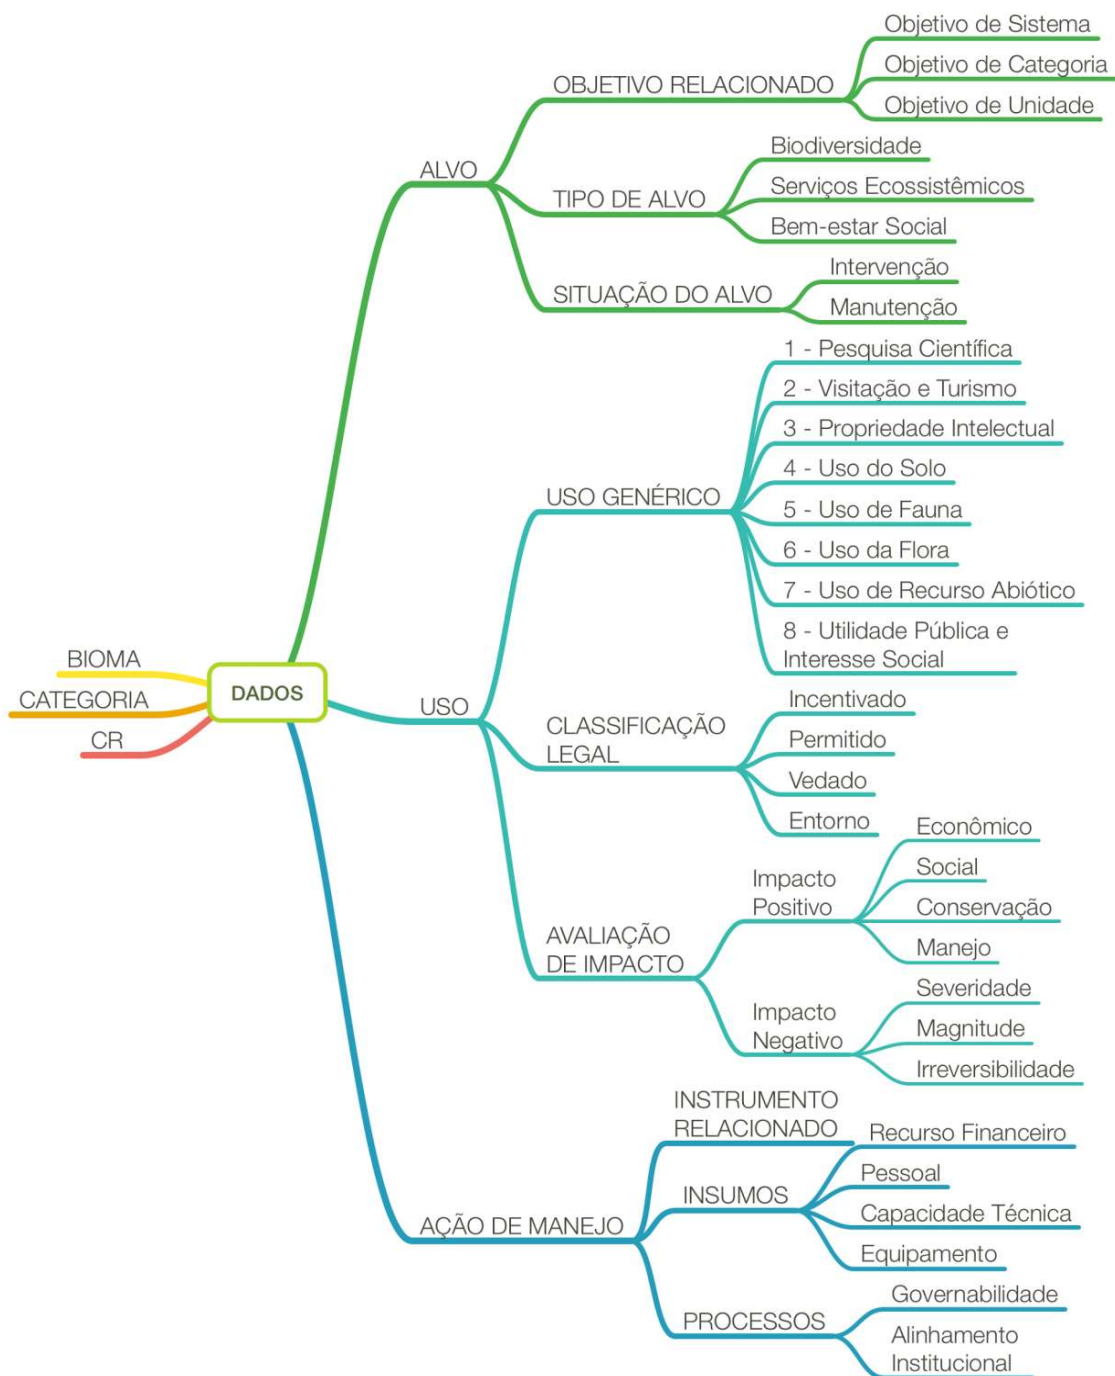 Objetivo de Sistema
Objetivo de Categoria
Objetivo de Unidade
OBJETIVO RELACIONADO
ALVO
Biodiversidade
Serviços Ecossistêmicos
Bem-estar Social
TIPO DE ALVO
Intervenção
Manutenção
SITUAÇÃO DO ALVO
1 - Pesquisa Científica
2 - Visitação e Turismo
3 - Propriedade Intelectual
4 - Uso do Solo
5 - Uso de Fauna
6 - Uso da Flora
7 - Uso de Recurso Abiótico
8 - Utilidade Pública e
Interesse Social
USO GENÉRICO
BIOMA
CATEGORIA
CR
DADOS
USO
CLASSIFICAÇÃO
LEGAL
Incentivado
Permitido
Vedado
Entorno
AVALIAÇÃO
DE IMPACTO
Impacto
Positivo
Econômico
Social
Conservação
Manejo
Impacto
Negativo
Severidade
Magnitude
Irreversibilidade
AÇÃO DE MANEJO
INSTRUMENTO
RELACIONADO
INSUMOS
Recurso Financeiro
Pessoal
Capacidade Técnica
Equipamento
PROCESSOS
Governabilidade
Alinhamento
Institucional